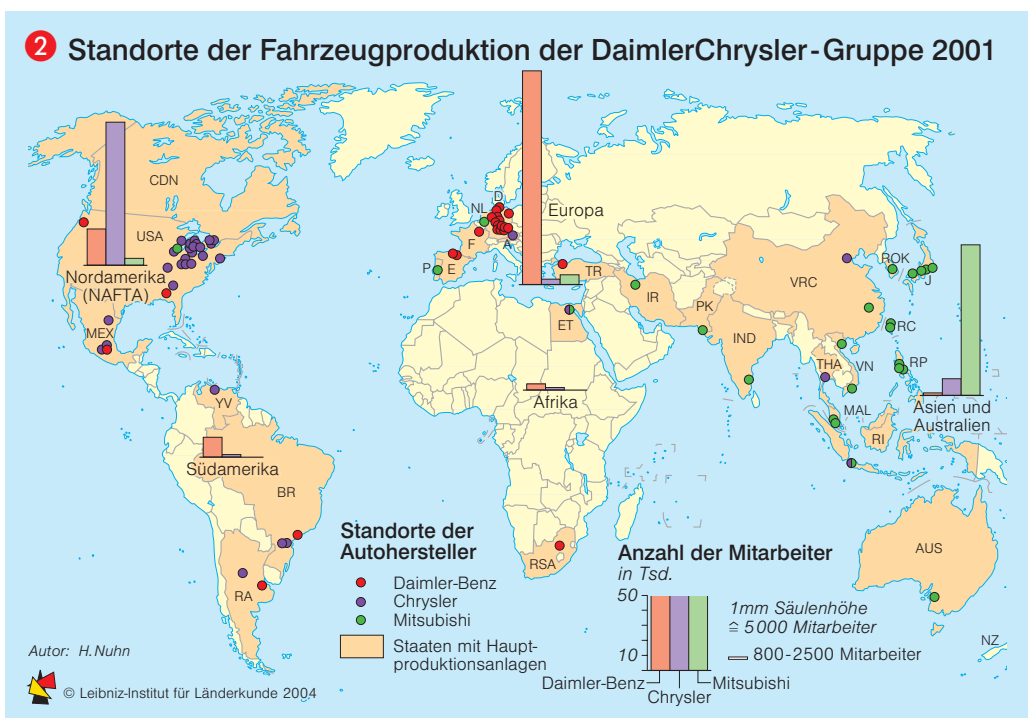 2 Standorte der Fahrzeugproduktion der DaimlerChrysler-Gruppe 2001
CDN
USA
Nordamerika
(NAFTA)
MEX
YV
Südamerika
BR
RA
D
NL
Europa
F
A
P
E
TR
ET
Afrika
RSA
IR
PK
IND
VRC
ROK
J
RC
THA
VN
RP
MAL
RI
Asien und
Australien
AUS
NZ
Standorte der
Autohersteller
Daimler-Benz
Chrysler
Mitsubishi
Staaten mit Haupt-
produktionsanlagen
Anzahl der Mitarbeiter
in Tsd.
50
10
1mm Säulenhöhe
≙ 5000 Mitarbeiter
800-2500 Mitarbeiter
Daimler-Benz
Chrysler
Mitsubishi
Autor: H. Nuhn
© Leibniz-Institut für Länderkunde 2004